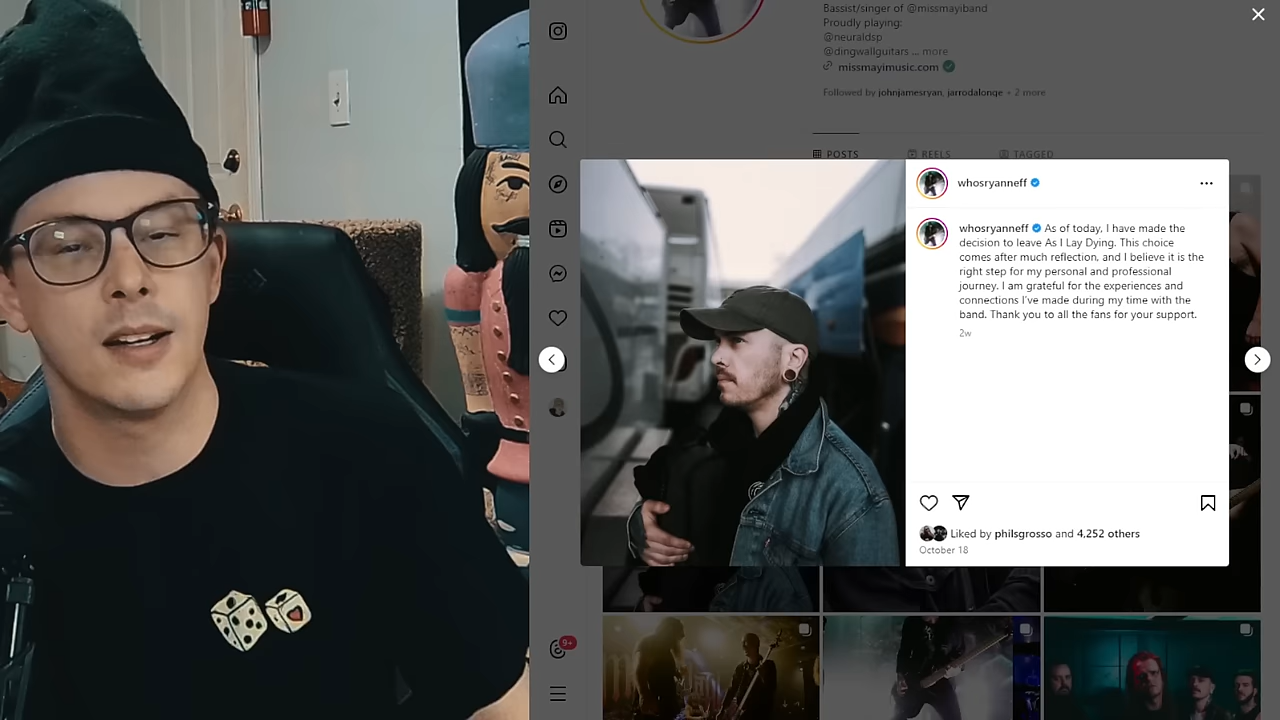 Bassist/singer of @missmayiband
Proudly playing:
@neuraldsp
@dingwallguitars ... more
missmayimusic.com
Followed by johnjamesryan, jarrodalonge + 2 more
POSTS REELS TAGGED
whosryanneff
whosryanneff As of today, I have made the
decision to leave As I Lay Dying. This choice
comes after much reflection, and I believe it is the
right step for my personal and professional
journey. I am grateful for the experiences and
connections I've made during my time with the
band. Thank you to all the fans for your support.
2w
Liked by philsgrosso and 4,252 others
October 18
9+